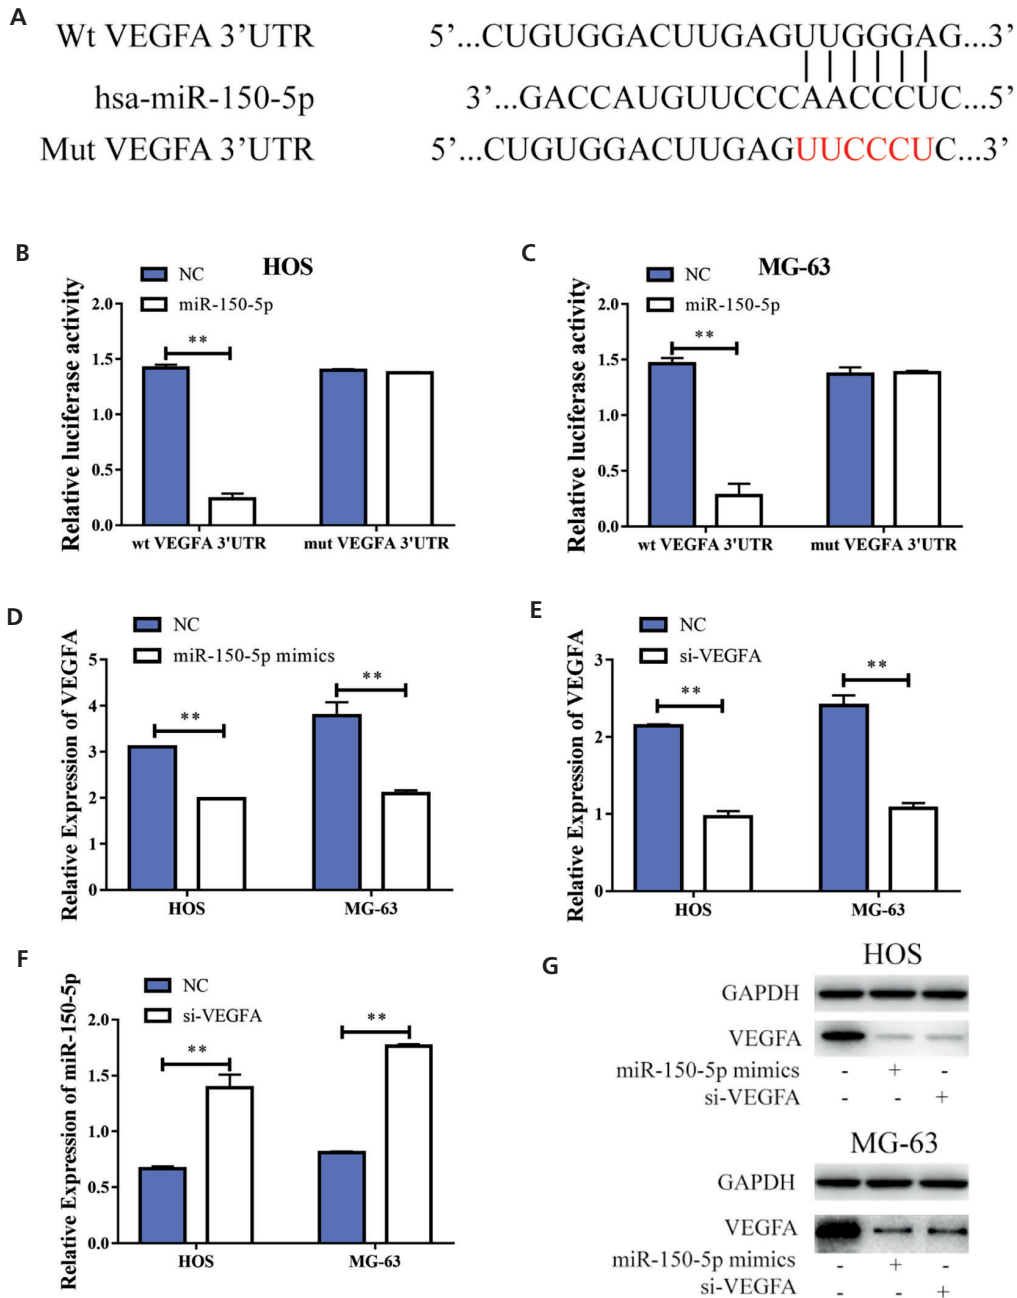 A
Wt VEGFA 3’UTR 5’...CUGUGGACUUGAGUUGGGAG...3’
hsa-miR-150-5p 3’...GACCAUGUUCCCAACCCUC...5’
Mut VEGFA 3’UTR 5’...CUGUGGACUUGAGUUCCCUC...3’
B
HOS
NC
miR-150-5p
Relative luciferase activity
2.0
1.5
1.0
0.5
0.0
**
wt VEGFA 3'UTR mut VEGFA 3'UTR
C
MG-63
NC
miR-150-5p
Relative luciferase activity
2.0
1.5
1.0
0.5
0.0
**
wt VEGFA 3'UTR mut VEGFA 3'UTR
D
NC
miR-150-5p mimics
Relative Expression of VEGFA
5
4
3
2
1
0
**
**
HOS MG-63
E
NC
si-VEGFA
Relative Expression of VEGFA
3
2
1
0
**
**
HOS MG-63
F
NC
si-VEGFA
Relative Expression of miR-150-5p
2.0
1.5
1.0
0.5
0.0
**
**
HOS MG-63
G
HOS
GAPDH
VEGFA
miR-150-5p mimics - + -
si-VEGFA - - +
MG-63
GAPDH
VEGFA
miR-150-5p mimics - + -
si-VEGFA - - +